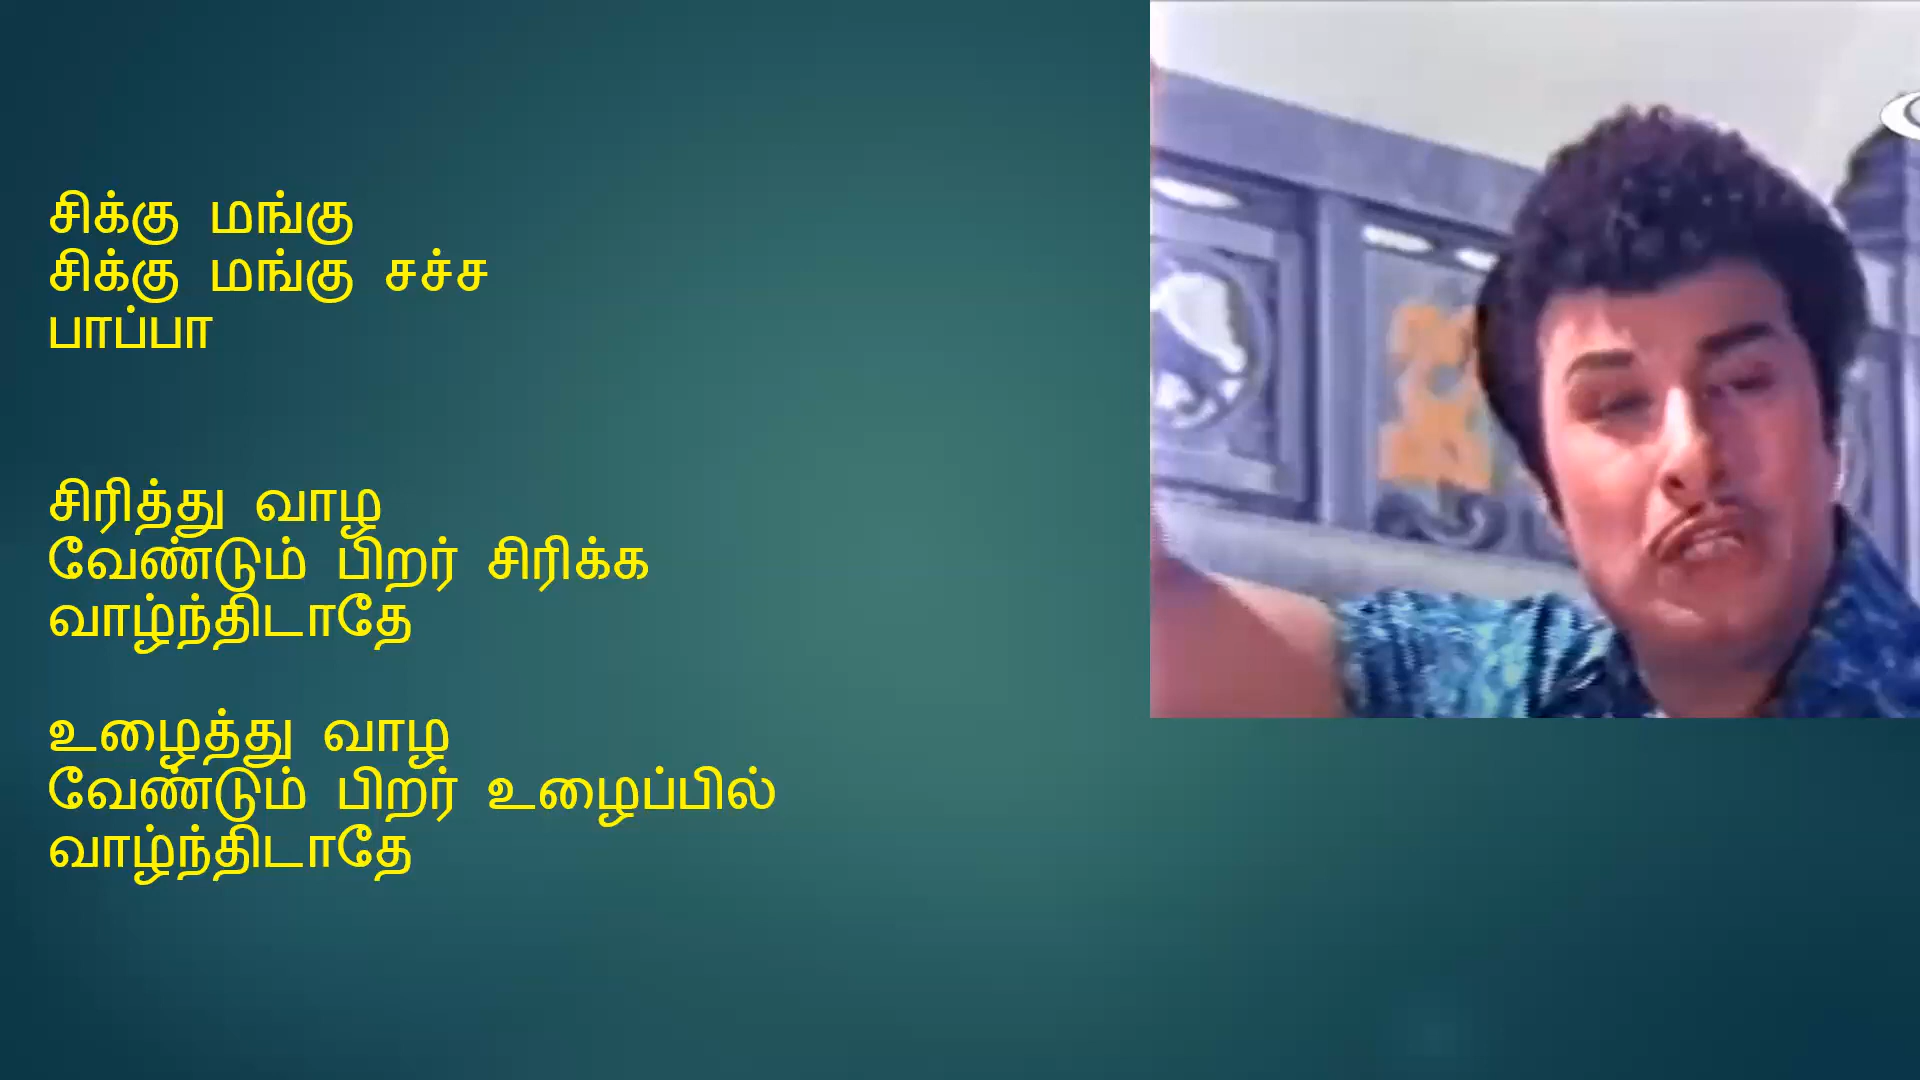 சிக்கு மங்கு
சிக்கு மங்கு சச்ச
பாப்பா
சிரித்து வாழ
வேண்டும் பிறர் சிரிக்க
வாழ்ந்திடாதே
உழைத்து வாழ
வேண்டும் பிறர் உழைப்பில்
வாழ்ந்திடாதே